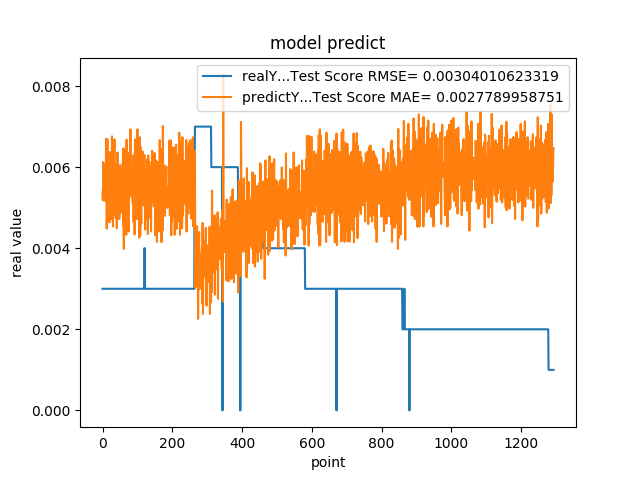 model predict
realY...Test Score RMSE= 0.00304010623319
predictY...Test Score MAE= 0.0027789958751
0.008
0.006
0.004
0.002
0.000
real value
0 200 400 600 800 1000 1200
point